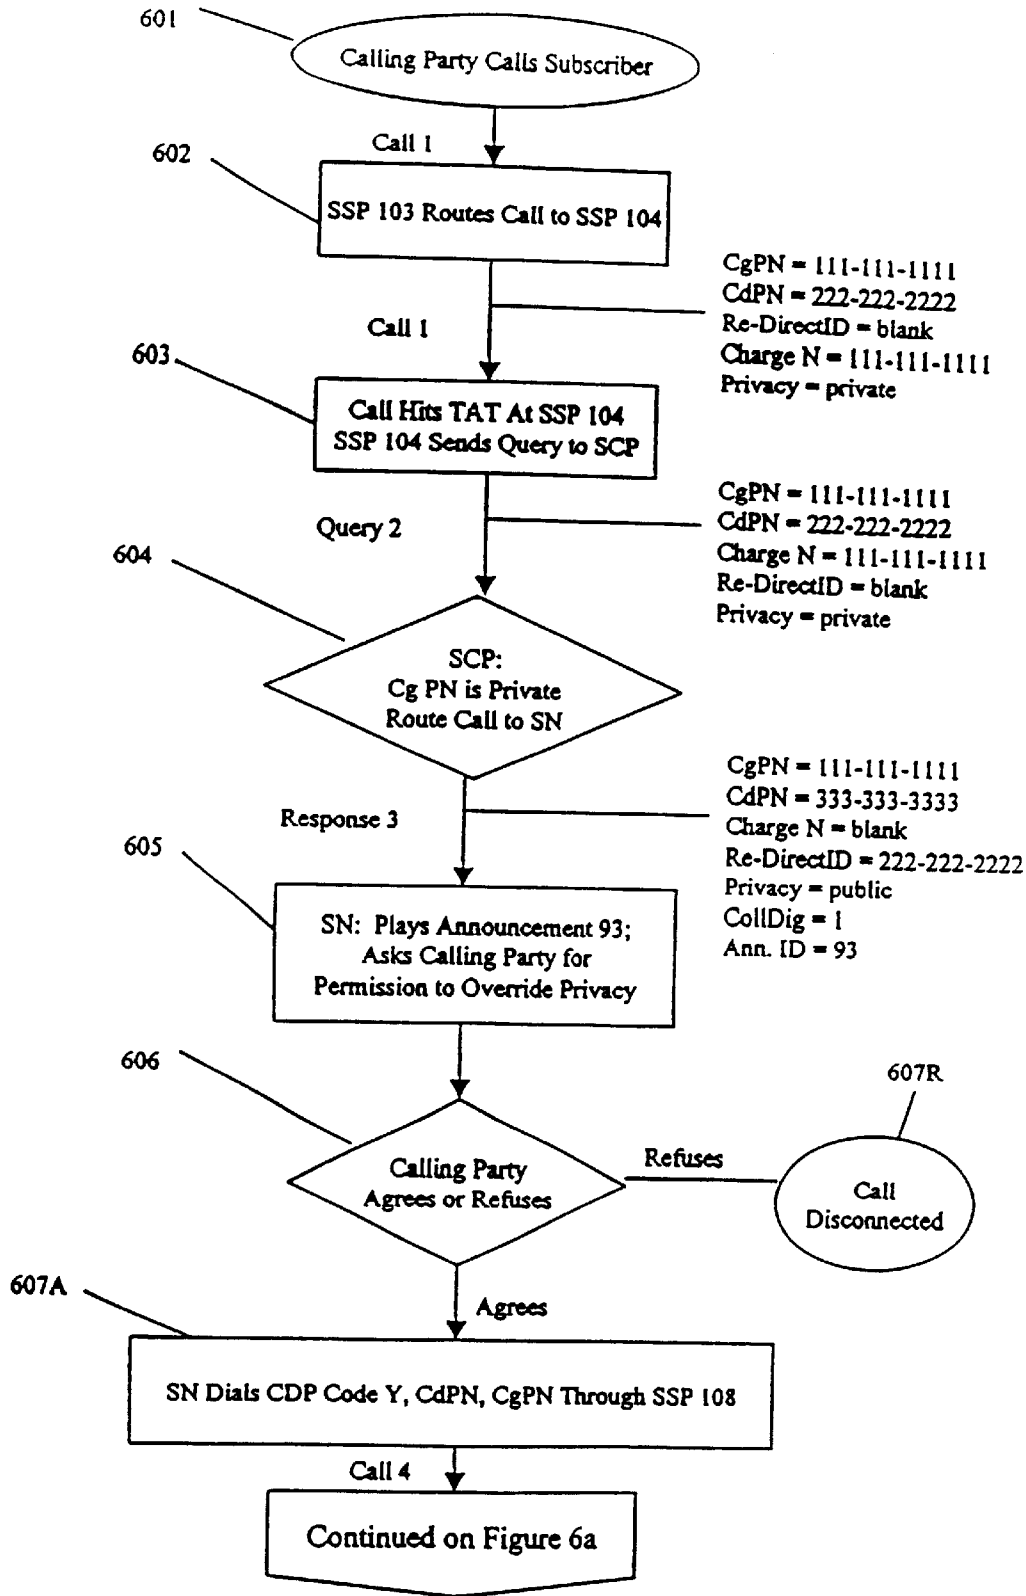 601
Calling Party Calls Subscriber
Call 1
602
SSP 103 Routes Call to SSP 104
CgPN = 111-111-1111
CdPN = 222-222-2222
Re-DirectID = blank
Charge N = 111-111-1111
Privacy = private
Call 1
603
Call Hits TAT At SSP 104
SSP 104 Sends Query to SCP
CgPN = 111-111-1111
CdPN = 222-222-2222
Charge N = 111-111-1111
Re-DirectID = blank
Privacy = private
Query 2
604
SCP:
Cg PN is Private
Route Call to SN
CgPN = 111-111-1111
CdPN = 333-333-3333
Charge N = blank
Re-DirectID = 222-222-2222
Privacy = public
CollDig = 1
Ann. ID = 93
Response 3
605
SN: Plays Announcement 93;
Asks Calling Party for
Permission to Override Privacy
606
607R
Calling Party
Agrees or Refuses
Refuses
Call
Disconnected
607A
Agrees
SN Dials CDP Code Y, CdPN, CgPN Through SSP 108
Call 4
Continued on Figure 6a